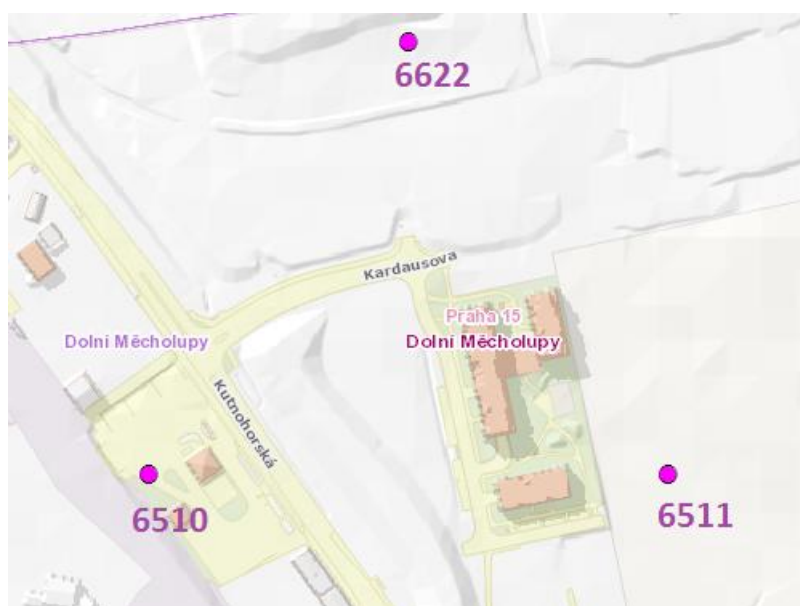 6622
Kardausova
Praha 15
Dolní Měcholupy
Dolní Měcholupy
Kutnohorská
6510
6511